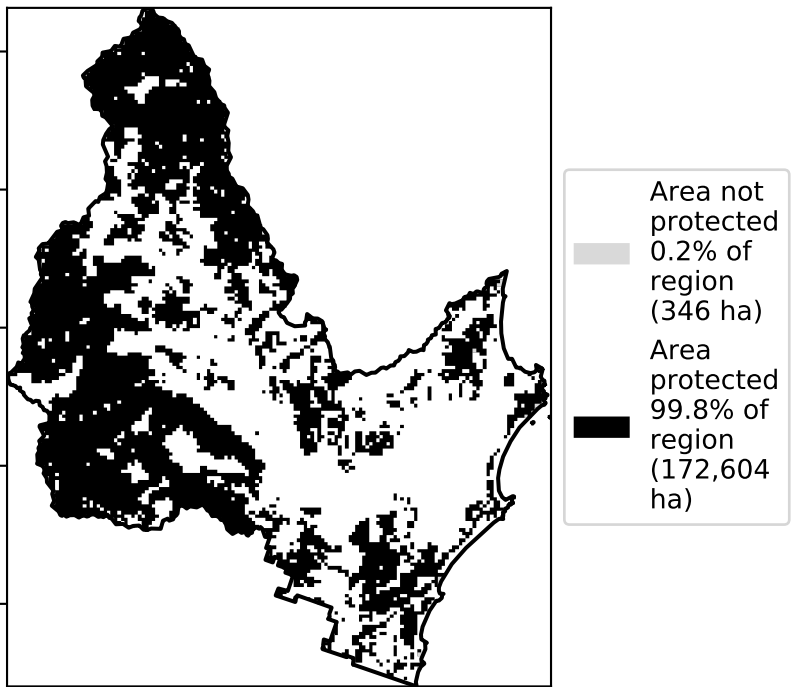 Area not
protected
0.2% of
region
(346 ha)
Area
protected
99.8% of
region
(172,604
ha)